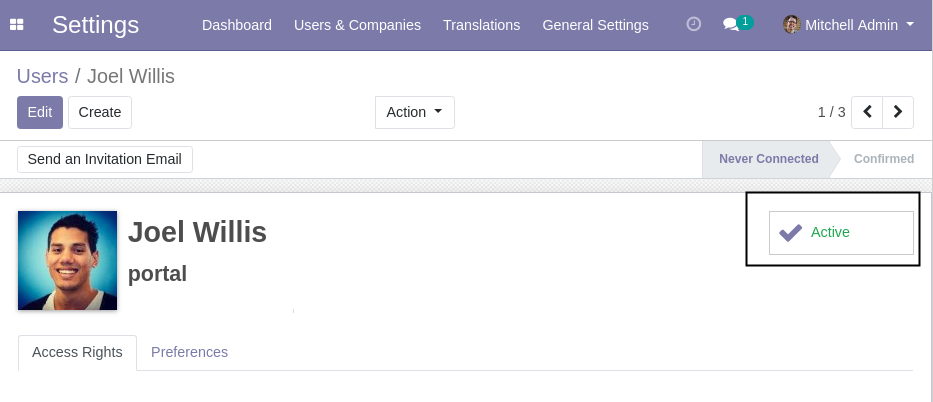 Settings Dashboard Users & Companies Translations General Settings 1 Mitchell Admin
Users / Joel Willis
Edit Create Action 1 / 3
Send an Invitation Email Never Connected Confirmed
Joel Willis Active
portal
Access Rights Preferences